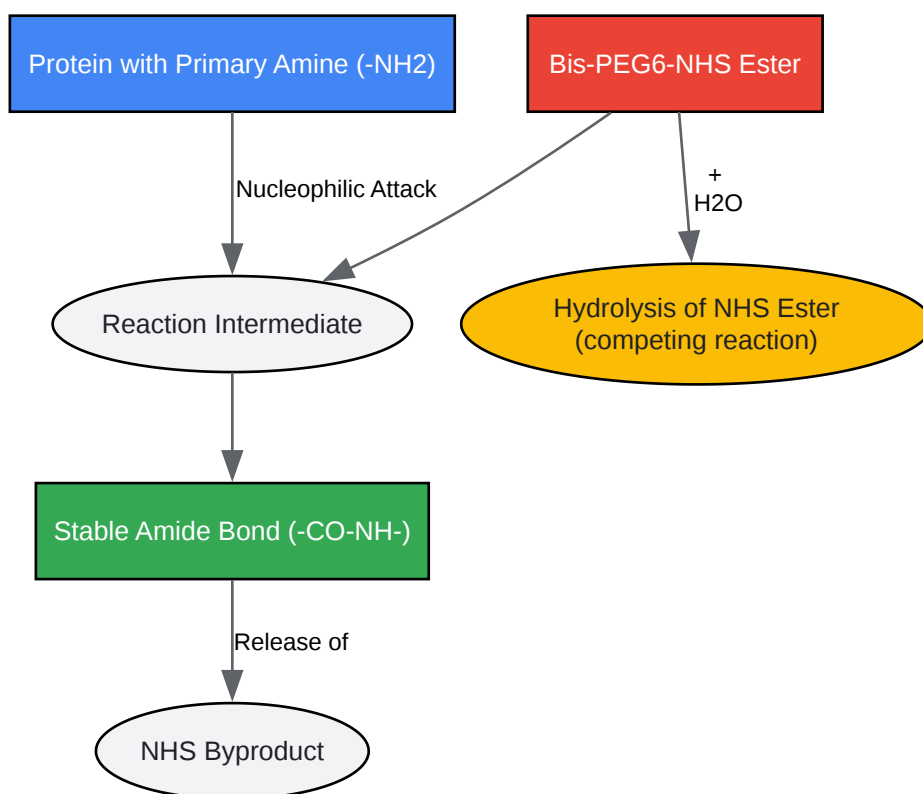 Protein with Primary Amine (-NH2)
Bis-PEG6-NHS Ester
Nucleophilic Attack
+
H2O
Reaction Intermediate
Hydrolysis of NHS Ester
(competing reaction)
Stable Amide Bond (-CO-NH-)
Release of
NHS Byproduct